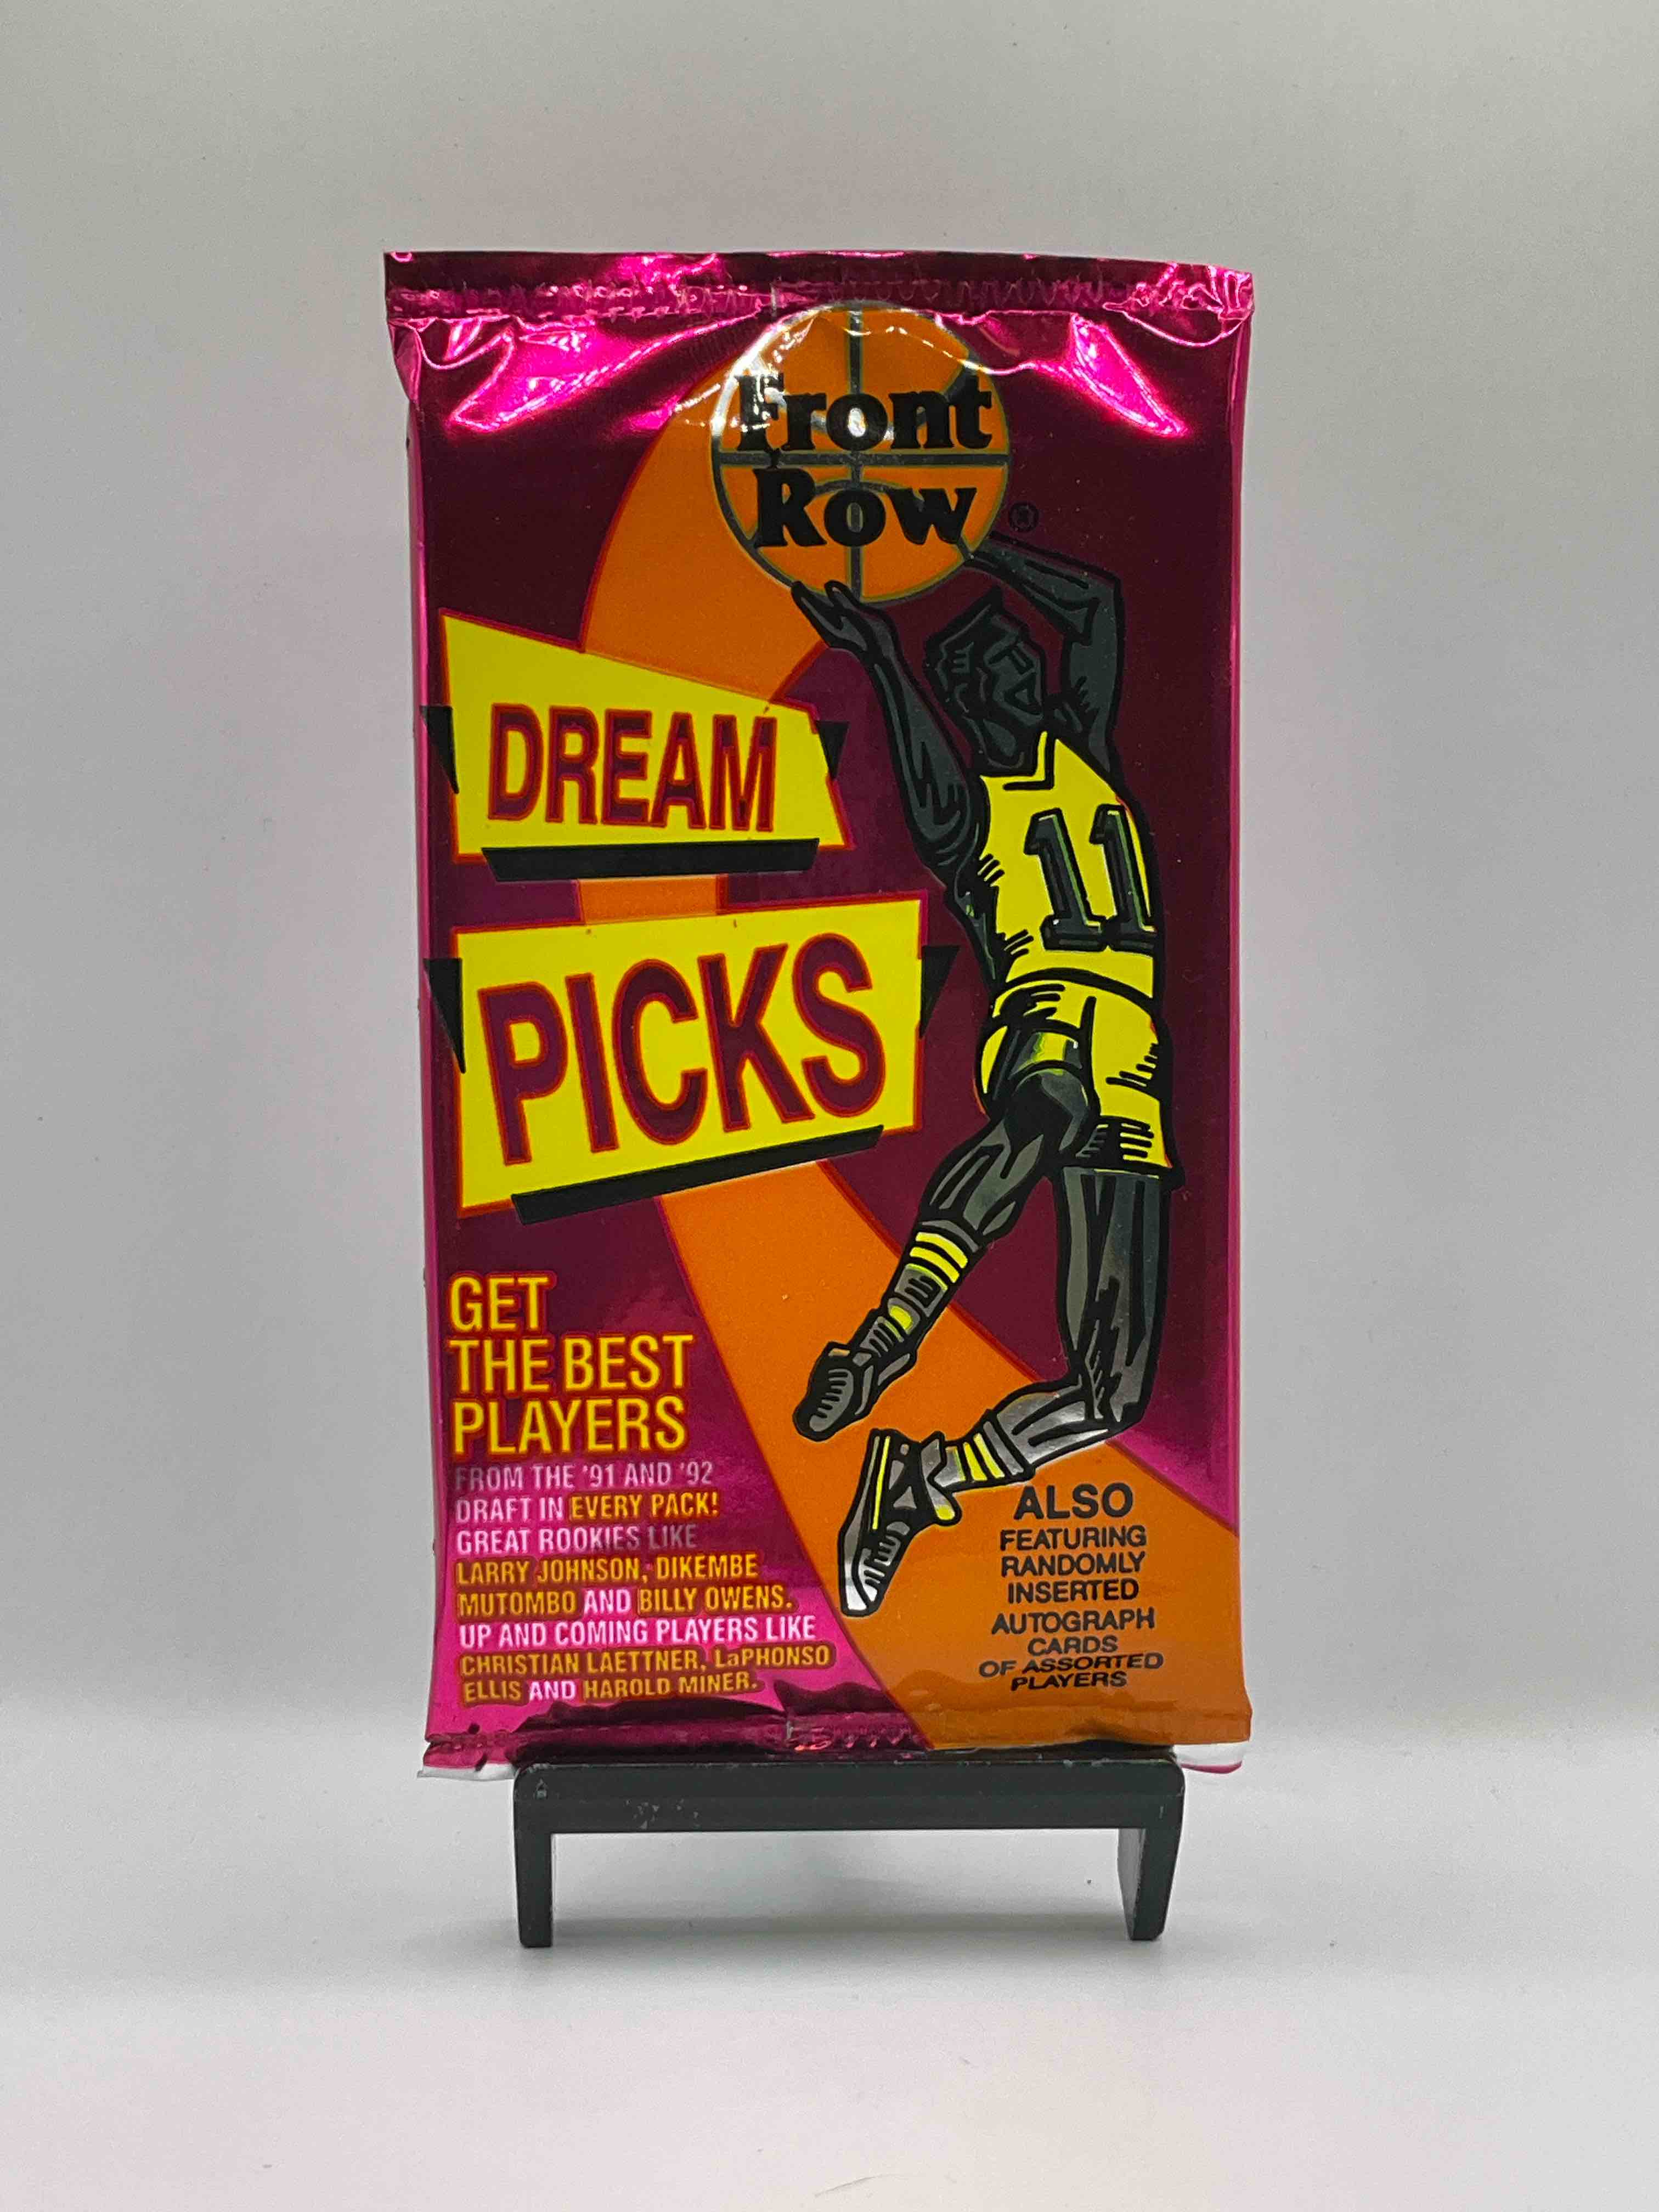 Front
Row
®
DREAM
PICKS
11
GET
THE BEST
PLAYERS
FROM THE '91 AND '92
DRAFT IN EVERY PACK!
GREAT ROOKIES LIKE
LARRY JOHNSON, DIKEMBE
MUTOMBO AND BILLY OWENS.
UP AND COMING PLAYERS LIKE
CHRISTIAN LAETTNER, LaPHONSO
ELLIS AND HAROLD MINER.
ALSO
FEATURING
RANDOMLY
INSERTED
AUTOGRAPH
CARDS
OF ASSORTED
PLAYERS